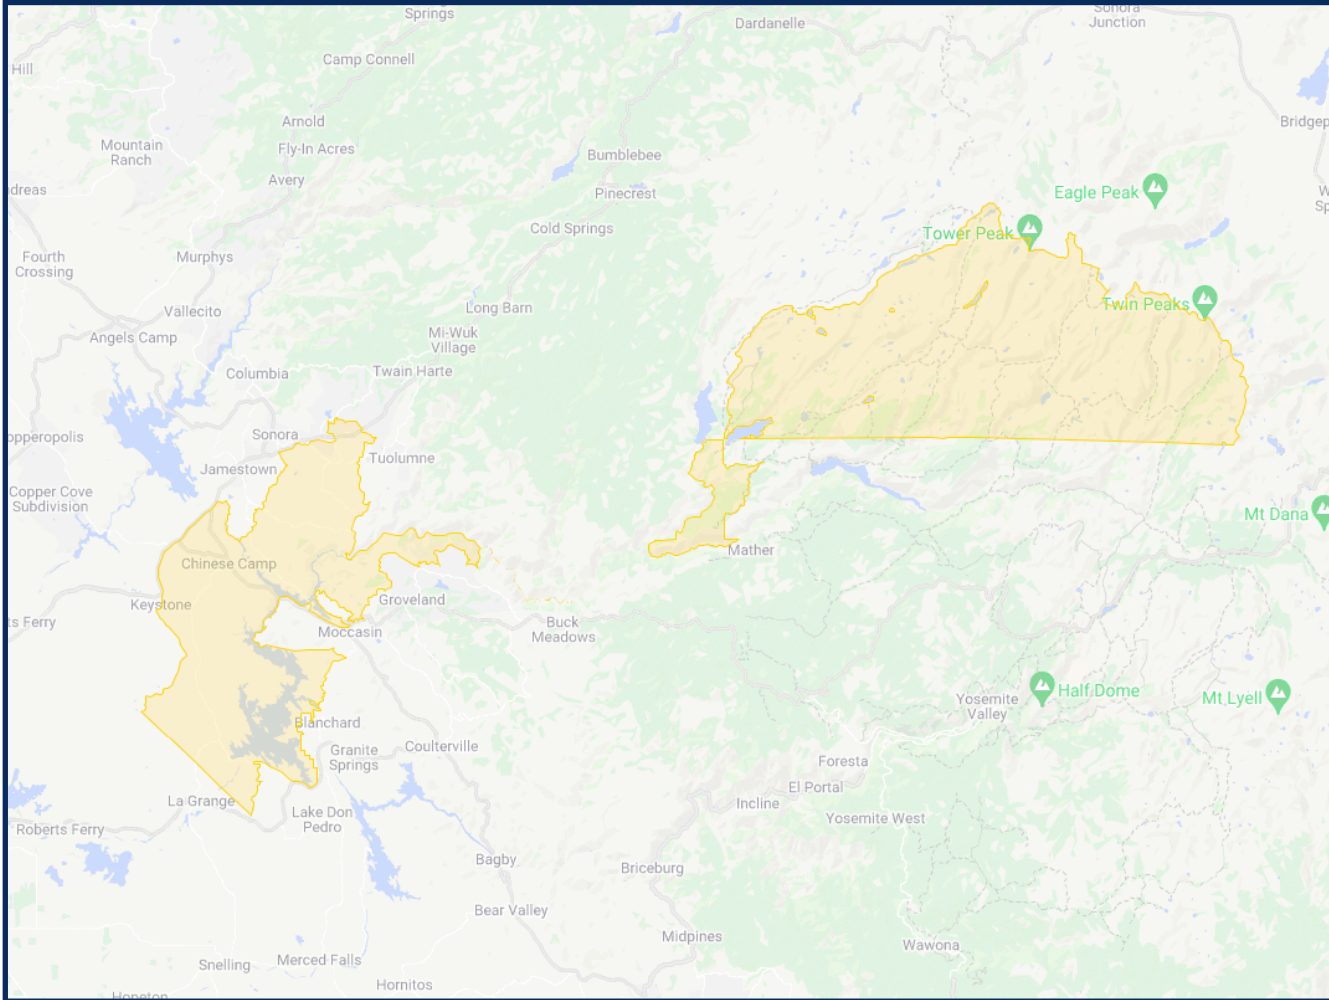 Springs
Dardanelle
Sonora
Junction
Camp Connell
Hill
Bridgep
Arnold
Mountain
Ranch
Fly-In Acres
Bumblebee
Avery
dreas
Pinecrest
Eagle Peak
W
Sp
Cold Springs
Tower Peak
Fourth
Crossing
Murphys
Vallecito
Long Barn
Twin Peaks
Angels Camp
Mi-Wuk
Village
Columbia
Twain Harte
opperopolis
Sonora
Jamestown
Tuolumne
Copper Cove
Subdivision
Mt Dana
Mather
Chinese Camp
Keystone
Groveland
ts Ferry
Moccasin
Buck
Meadows
Half Dome
Yosemite
Valley
Mt Lyell
Blanchard
Granite
Springs
Coulterville
Foresta
El Portal
La Grange
Incline
Lake Don
Pedro
Yosemite West
Roberts Ferry
Bagby
Briceburg
Bear Valley
Midpines
Wawona
Snelling
Merced Falls
Hornitos
Hopeton